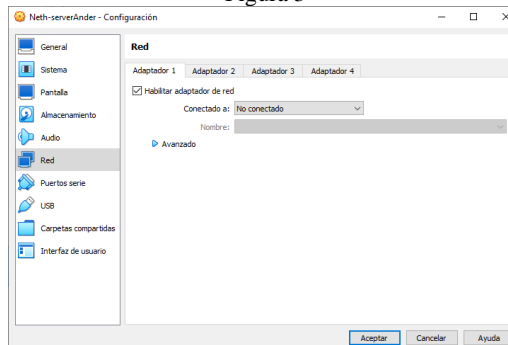 Neth-serverAnder - Configuración
General
Sistema
Pantalla
Almacenamiento
Audio
Red
Puertos serie
USB
Carpetas compartidas
Interfaz de usuario
Red
Adaptador 1 Adaptador 2 Adaptador 3 Adaptador 4
Habilitar adaptador de red
Conectado a: No conectado
Nombre:
Avanzado
Aceptar Cancelar Ayuda